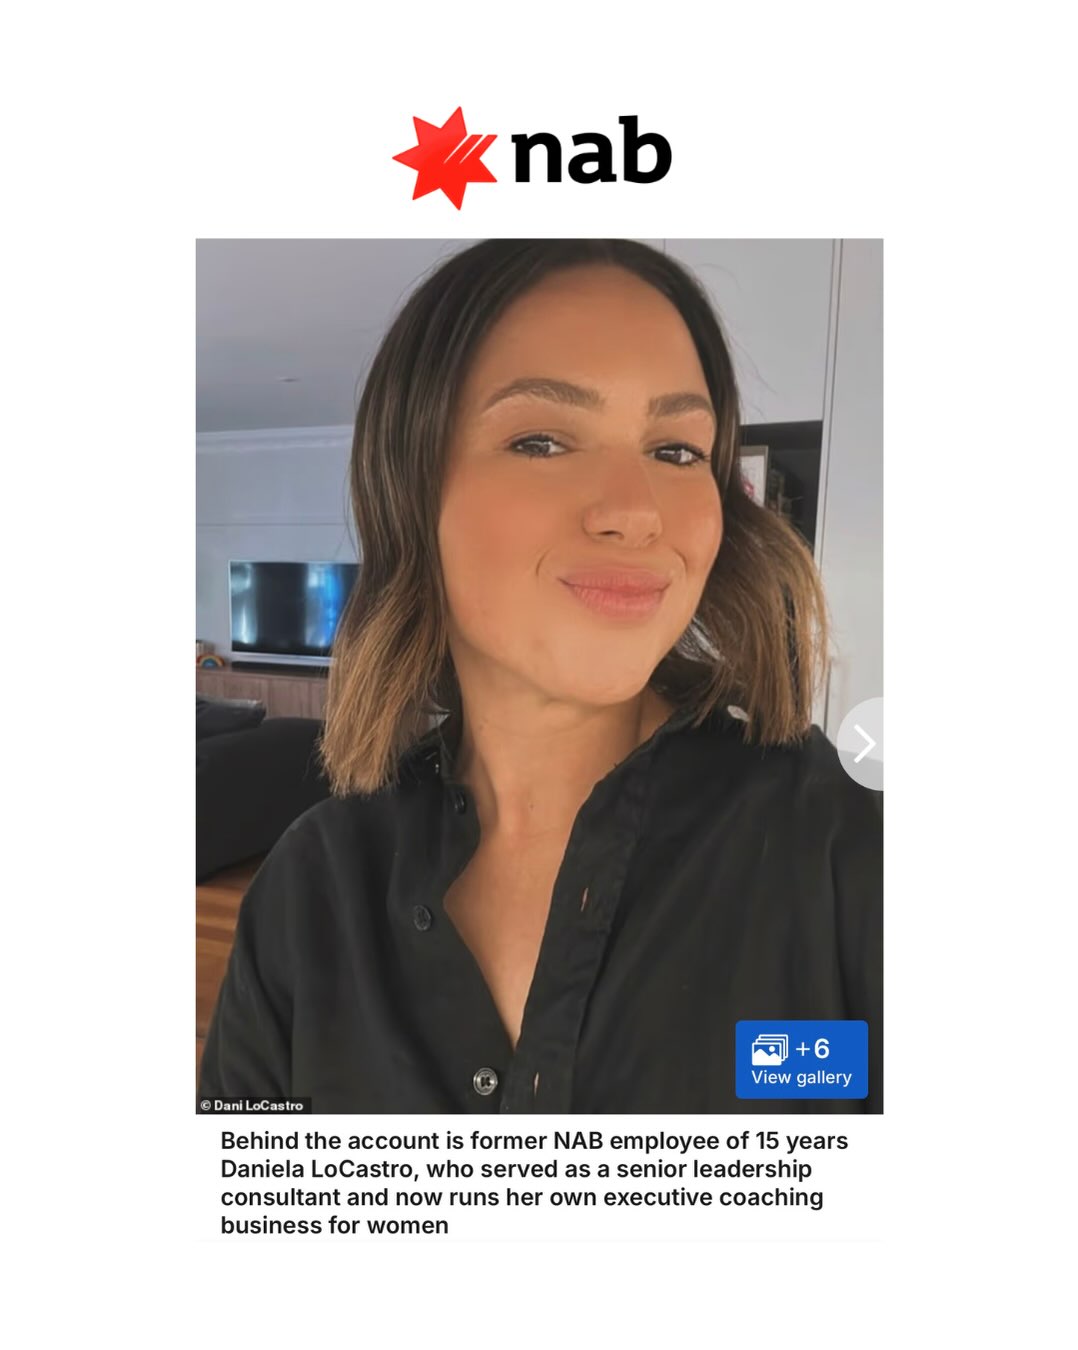 nab
+6
View gallery
© Dani LoCastro
Behind the account is former NAB employee of 15 years
Daniela LoCastro, who served as a senior leadership
consultant and now runs her own executive coaching
business for women